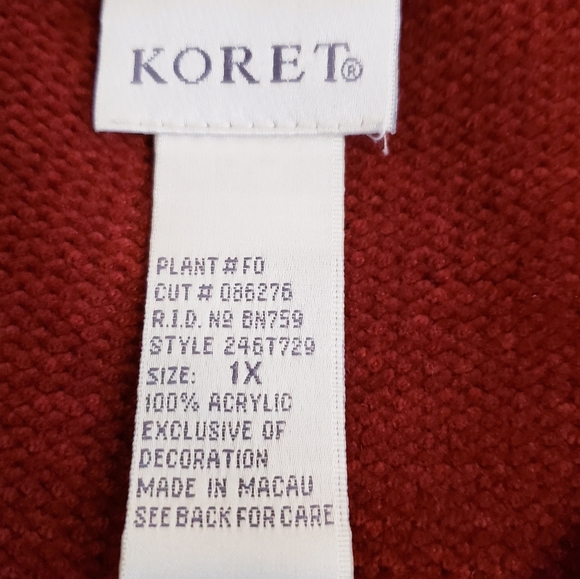 KORET®
PLANT # FO
CUT # 086276
R.I.D. Nº BN759
STYLE 246T729
SIZE: 1X
100% ACRYLIC
EXCLUSIVE OF
DECORATION
MADE IN MACAU
SEE BACK FOR CARE